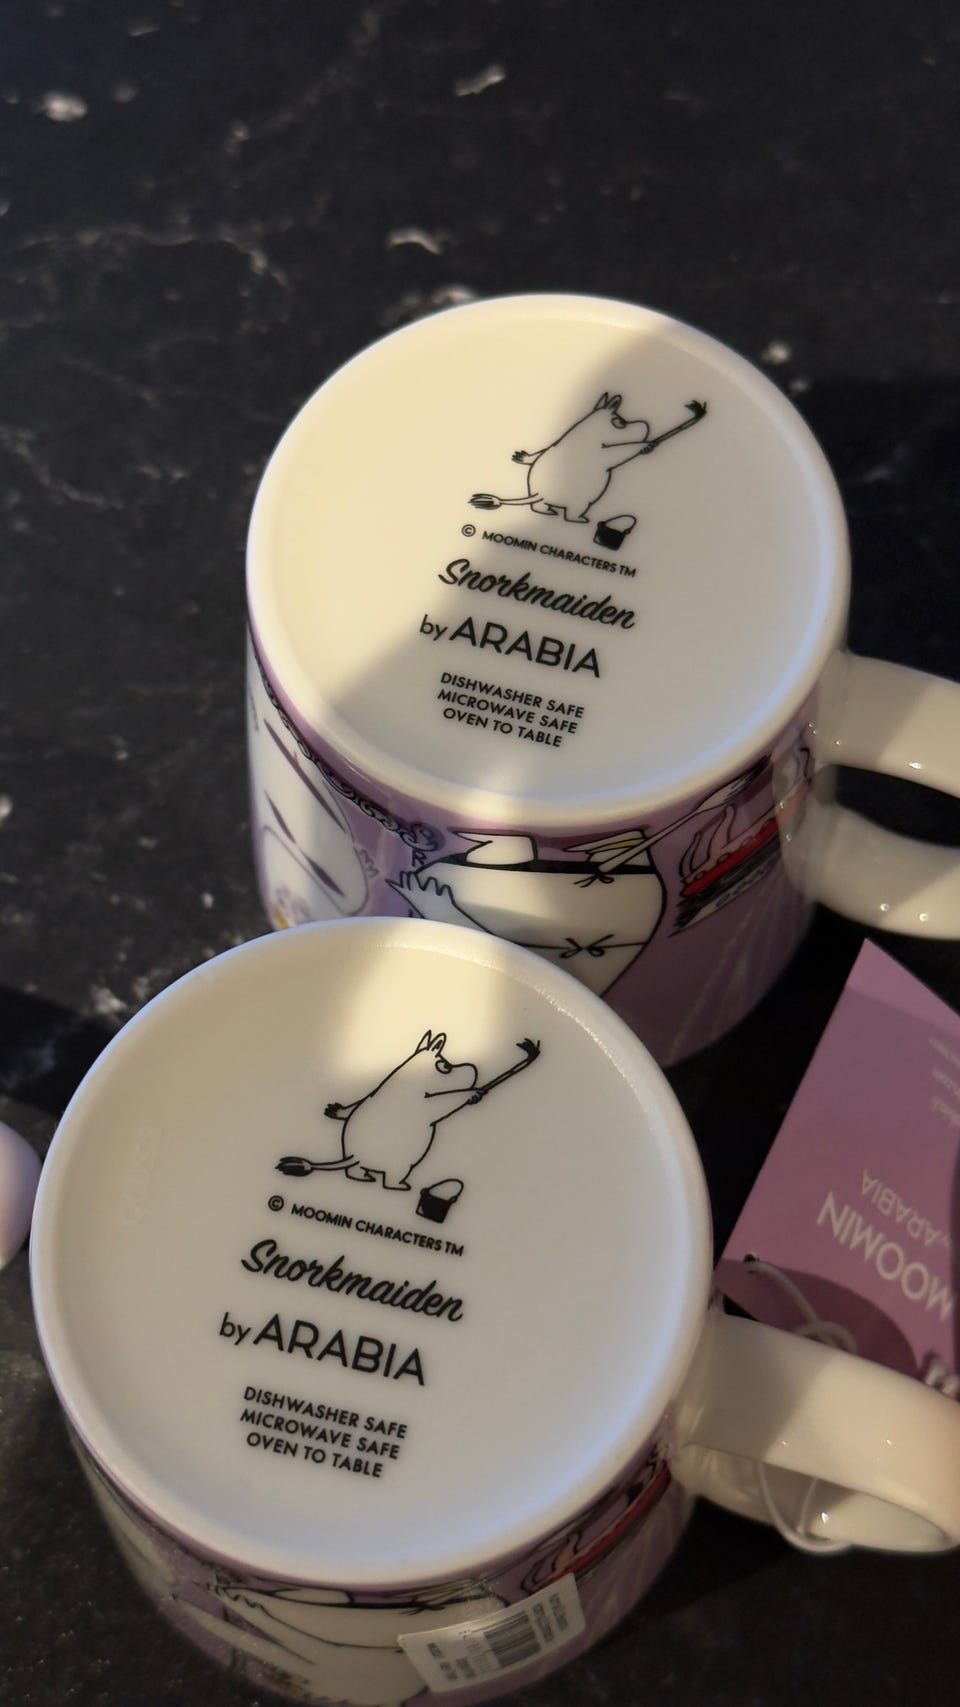 © MOOMIN CHARACTERS TM
Snorkmaiden
by ARABIA
DISHWASHER SAFE
MICROWAVE SAFE
OVEN TO TABLE
© MOOMIN CHARACTERS TM
Snorkmaiden
by ARABIA
DISHWASHER SAFE
MICROWAVE SAFE
OVEN TO TABLE
MOOMIN
by ARABIA